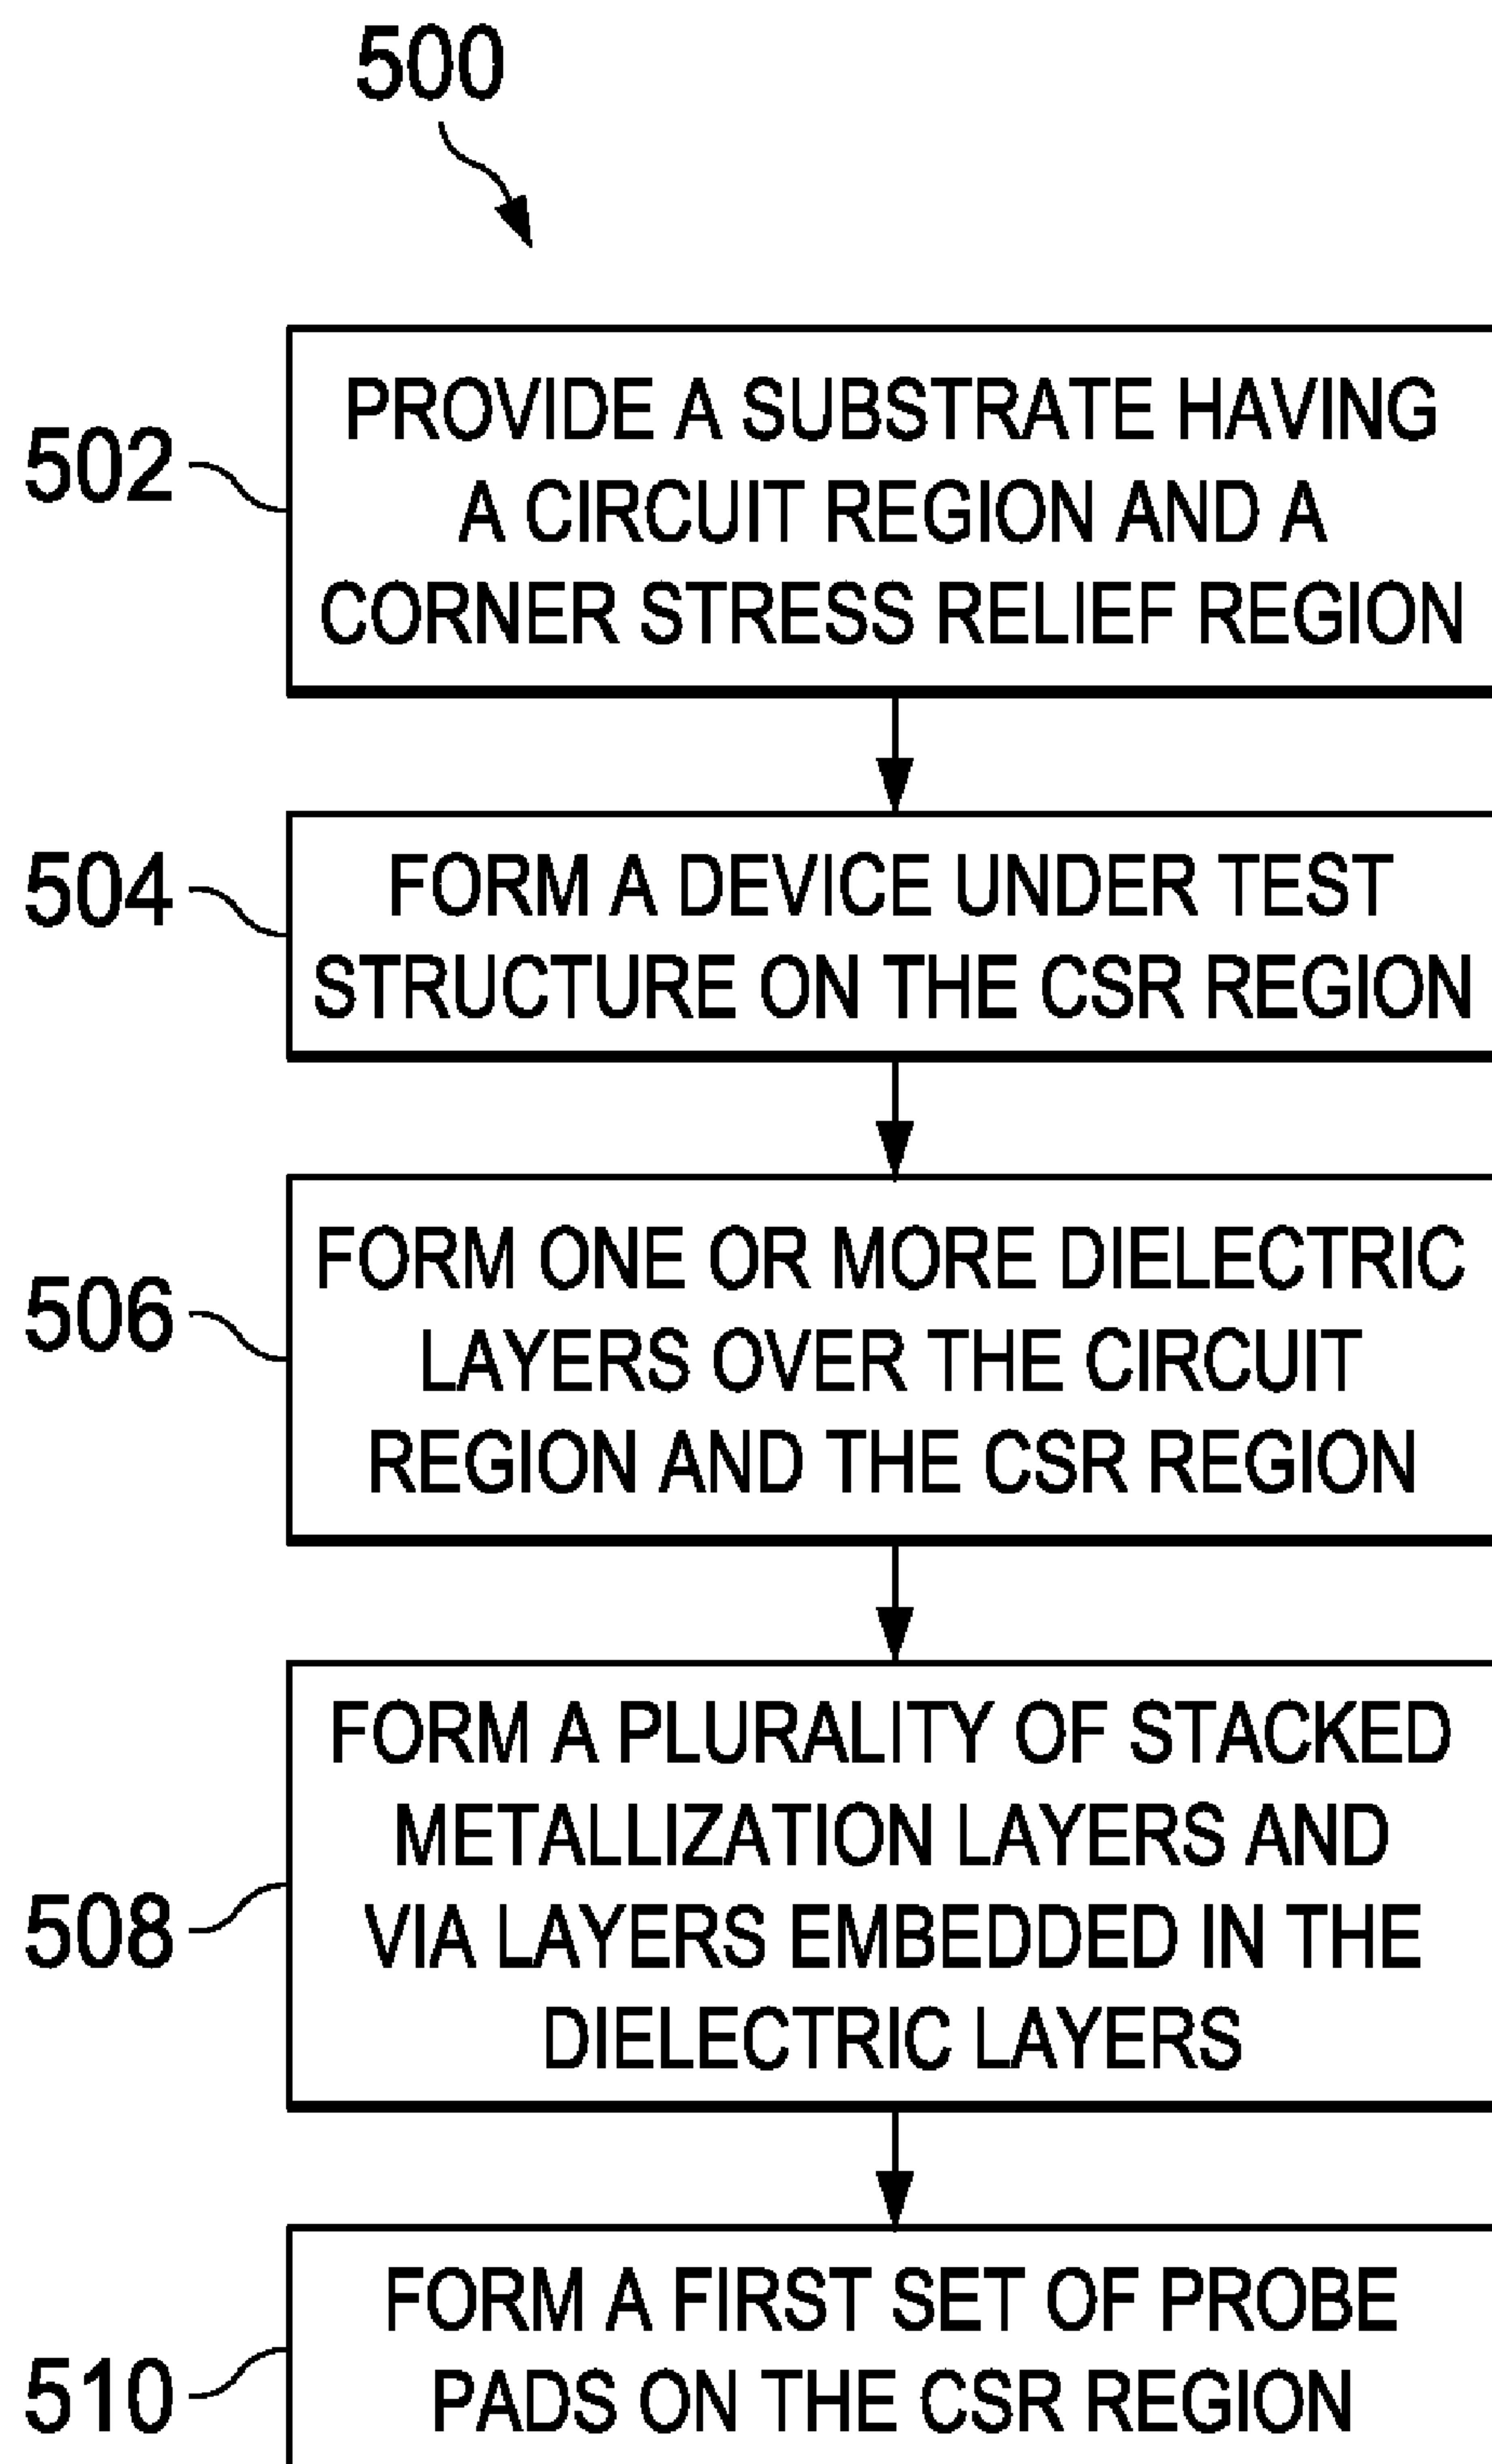 500
502
PROVIDE A SUBSTRATE HAVING
A CIRCUIT REGION AND A
CORNER STRESS RELIEF REGION
504
FORM A DEVICE UNDER TEST
STRUCTURE ON THE CSR REGION
506
FORM ONE OR MORE DIELECTRIC
LAYERS OVER THE CIRCUIT
REGION AND THE CSR REGION
508
FORM A PLURALITY OF STACKED
METALLIZATION LAYERS AND
VIA LAYERS EMBEDDED IN THE
DIELECTRIC LAYERS
510
FORM A FIRST SET OF PROBE
PADS ON THE CSR REGION